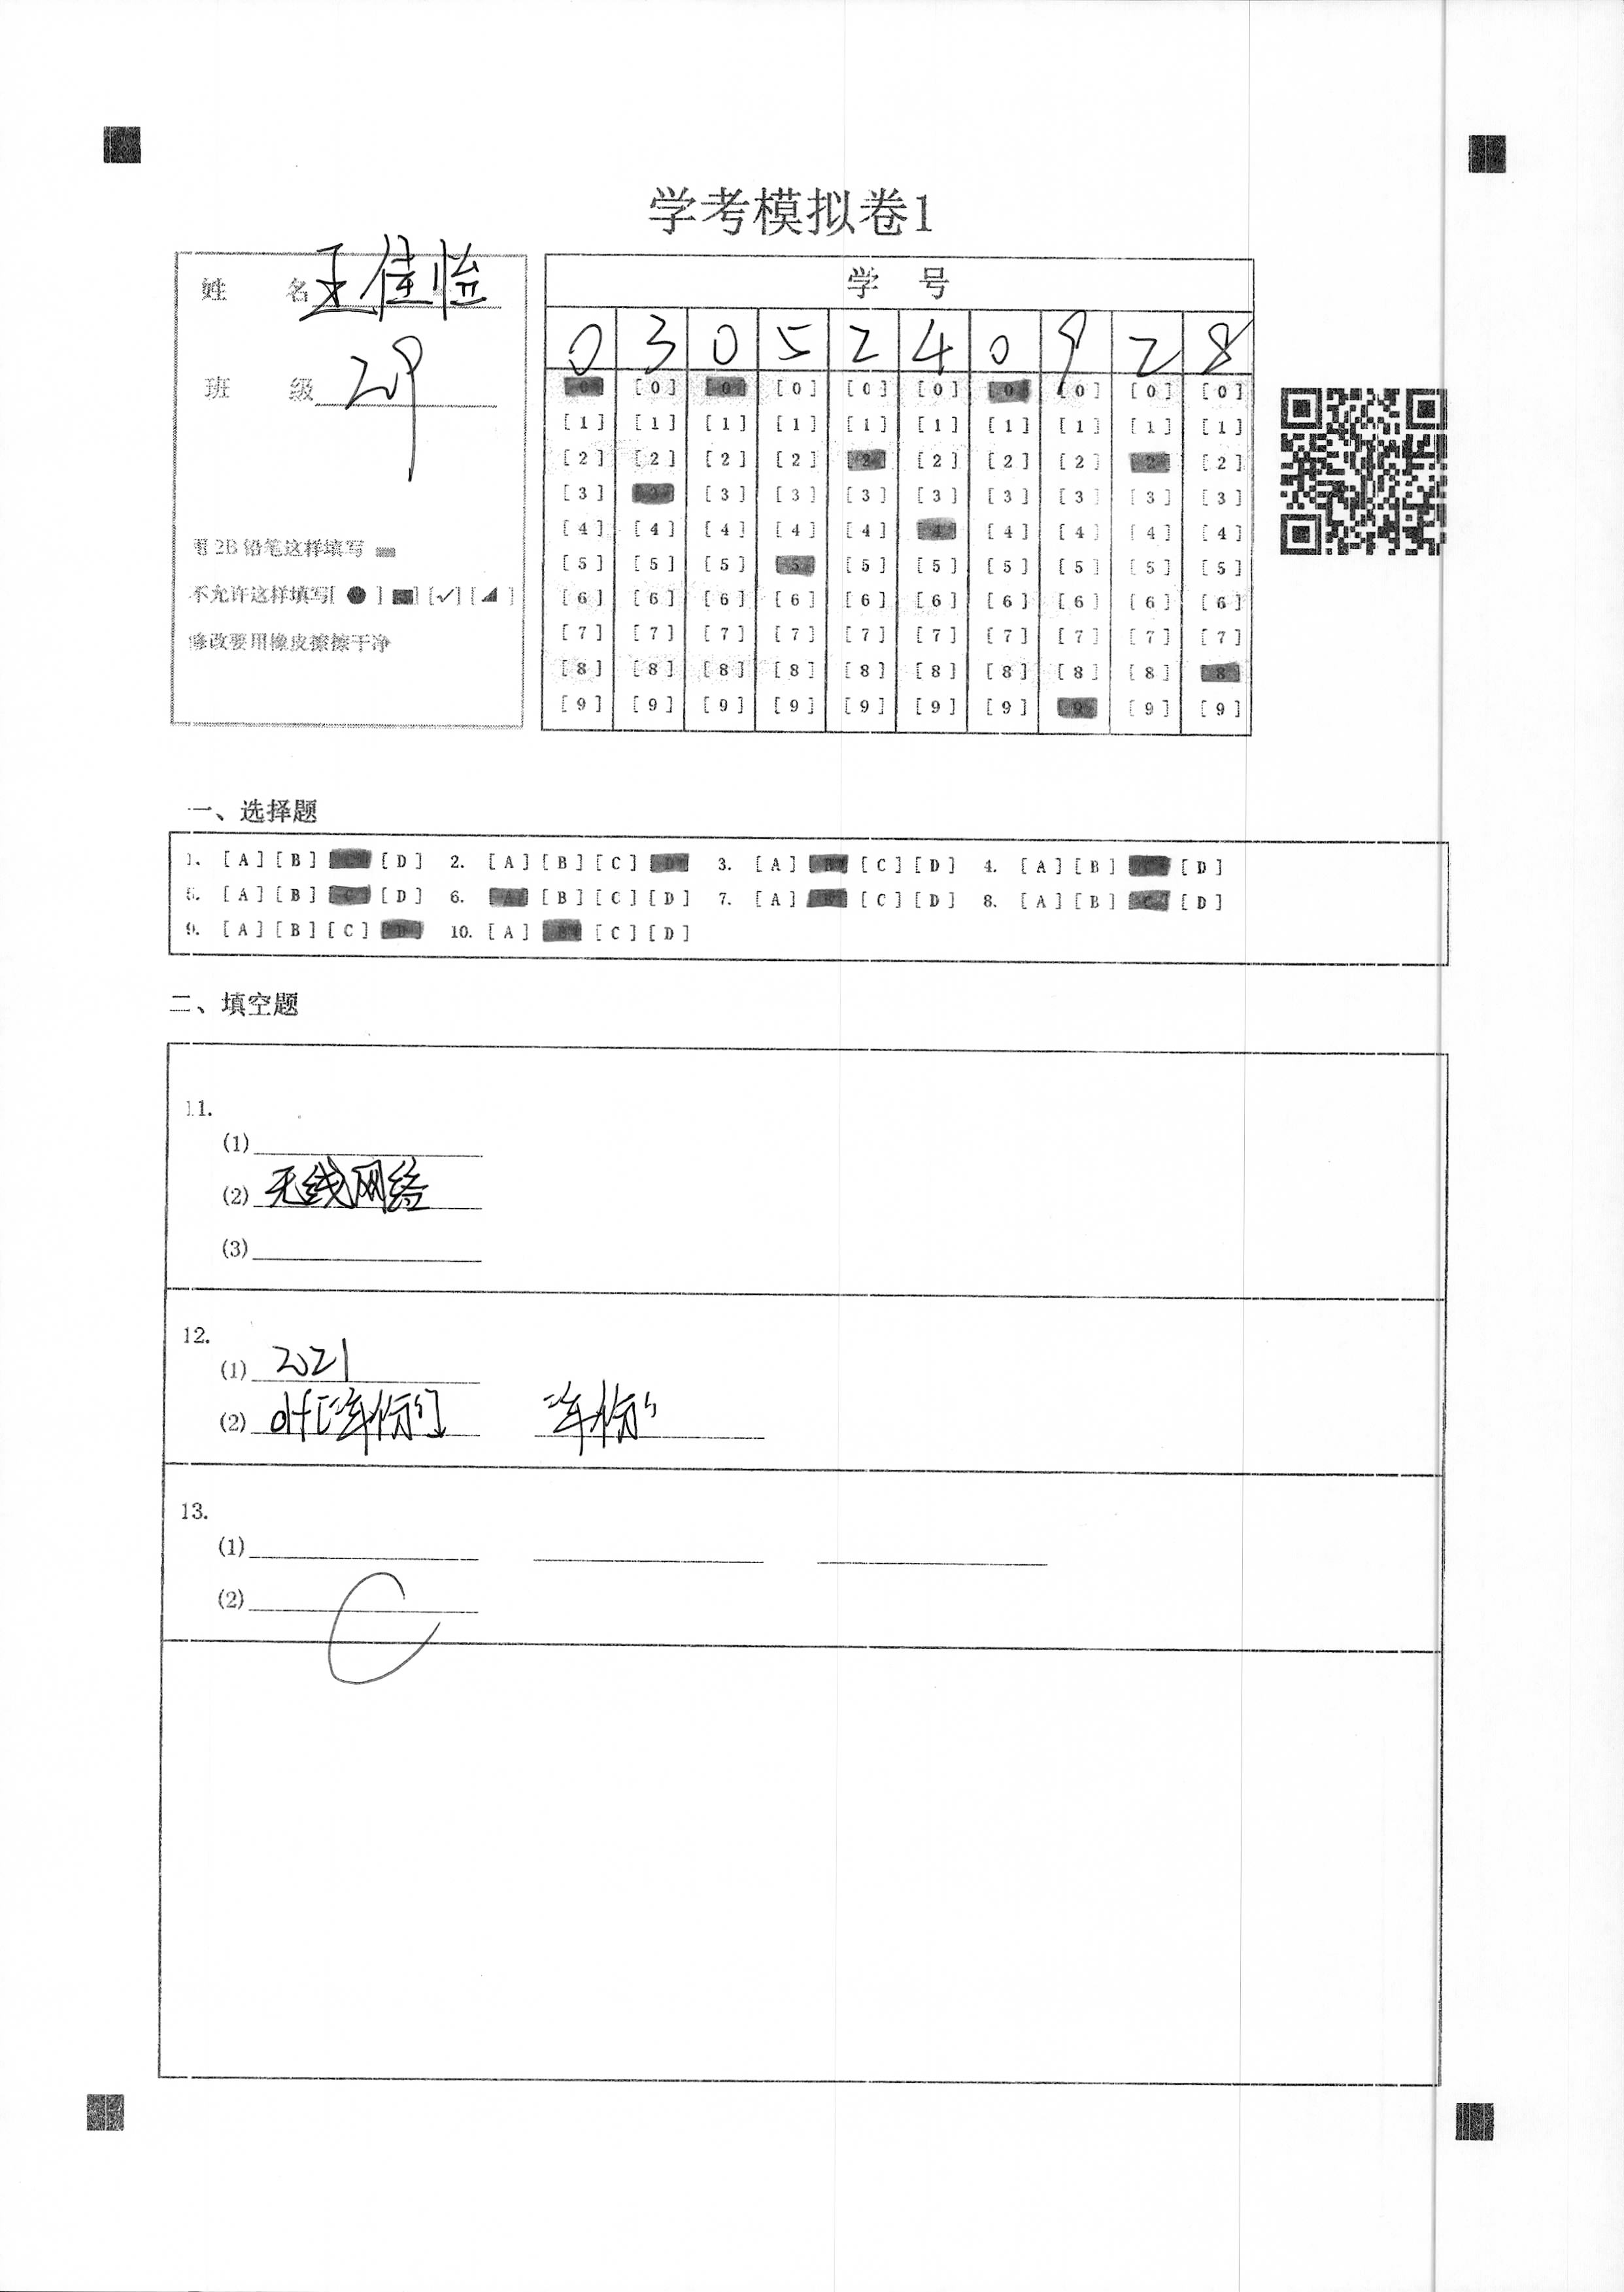 学考模拟卷1
姓 名 王佳怡
班 级 209
用 2B 铅笔这样填写
不允许这样填写[ ● ] [■] [✓] [◢ ]
修改要用橡皮擦擦干净
学 号
0 3 0 5 2 4 0 9 2 8
[0] [0] [0] [0] [0] [0] [0] [0] [0] [0]
[1] [1] [1] [1] [1] [1] [1] [1] [1] [1]
[2] [2] [2] [2] [2] [2] [2] [2] [2] [2]
[3] [3] [3] [3] [3] [3] [3] [3] [3] [3]
[4] [4] [4] [4] [4] [4] [4] [4] [4] [4]
[5] [5] [5] [5] [5] [5] [5] [5] [5] [5]
[6] [6] [6] [6] [6] [6] [6] [6] [6] [6]
[7] [7] [7] [7] [7] [7] [7] [7] [7] [7]
[8] [8] [8] [8] [8] [8] [8] [8] [8] [8]
[9] [9] [9] [9] [9] [9] [9] [9] [9] [9]
一、选择题
1. [A] [B] [C] [D] 2. [A] [B] [C] [D] 3. [A] [B] [C] [D] 4. [A] [B] [C] [D]
5. [A] [B] [C] [D] 6. [A] [B] [C] [D] 7. [A] [B] [C] [D] 8. [A] [B] [C] [D]
9. [A] [B] [C] [D] 10. [A] [B] [C] [D]
二、填空题
11.
(1)
(2) 无线网络
(3)
12.
(1) 2021
(2) df["年份"] "年份"
13.
(1)
(2) C